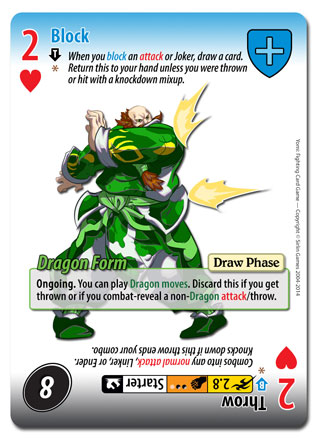 2
Block
When you block an attack or Joker, draw a card.
* Return this to your hand unless you were thrown
or hit with a knockdown mixup.
Yomi Fighting Card Game — Copyright © Sirlin Games 2004-2014
Dragon Form
Draw Phase
Ongoing. You can play Dragon moves. Discard this if you get
thrown or if you combat-reveal a non-Dragon attack/throw.
8
2
Throw
2.8
Starter
* Combos into any normal attack, Linker, or Ender.
Knocks down if this throw ends your combo.